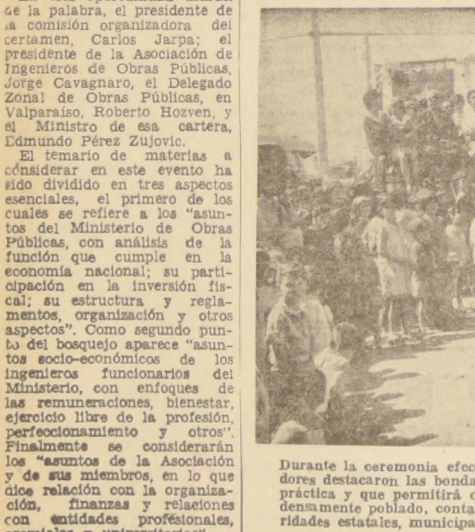 de la palabra, el presidente de
la comisión organizadora del
certamen, Carlos Jarpa; el
presidente de la Asociación de
Ingenieros de Obras Públicas,
Jorge Cavagnaro, el Delegado
Zonal de Obras Públicas, en
Valparaíso, Roberto Hozven, y
el Ministro de esa cartera,
Edmundo Pérez Zujovic.
El temario de materias a
considerar en este evento ha
sido dividido en tres aspectos
esenciales, el primero de los
cuales se refiere a los "asun-
tos del Ministerio de Obras
Públicas, con análisis de la
función que cumple en la
economía nacional; su parti-
cipación en la inversión fis-
cal; su estructura y regla-
mentos, organización y otros
aspectos". Como segundo pun-
to del bosquejo aparece "asun-
tos socio-económicos de los
ingenieros funcionarios del
Ministerio, con enfoques de
las remuneraciones, bienestar,
ejercicio libre de la profesión,
perfeccionamiento y otros".
Finalmente se considerarán
los "asuntos de la Asociación
y de sus miembros, en lo que
dice relación con la organiza-
ción, finanzas y relaciones
con entidades profesionales,
Durante la ceremonia efec
dores destacaron las bonda
práctica y que permitirá
densamente poblado, cont
ridades estatales, municip